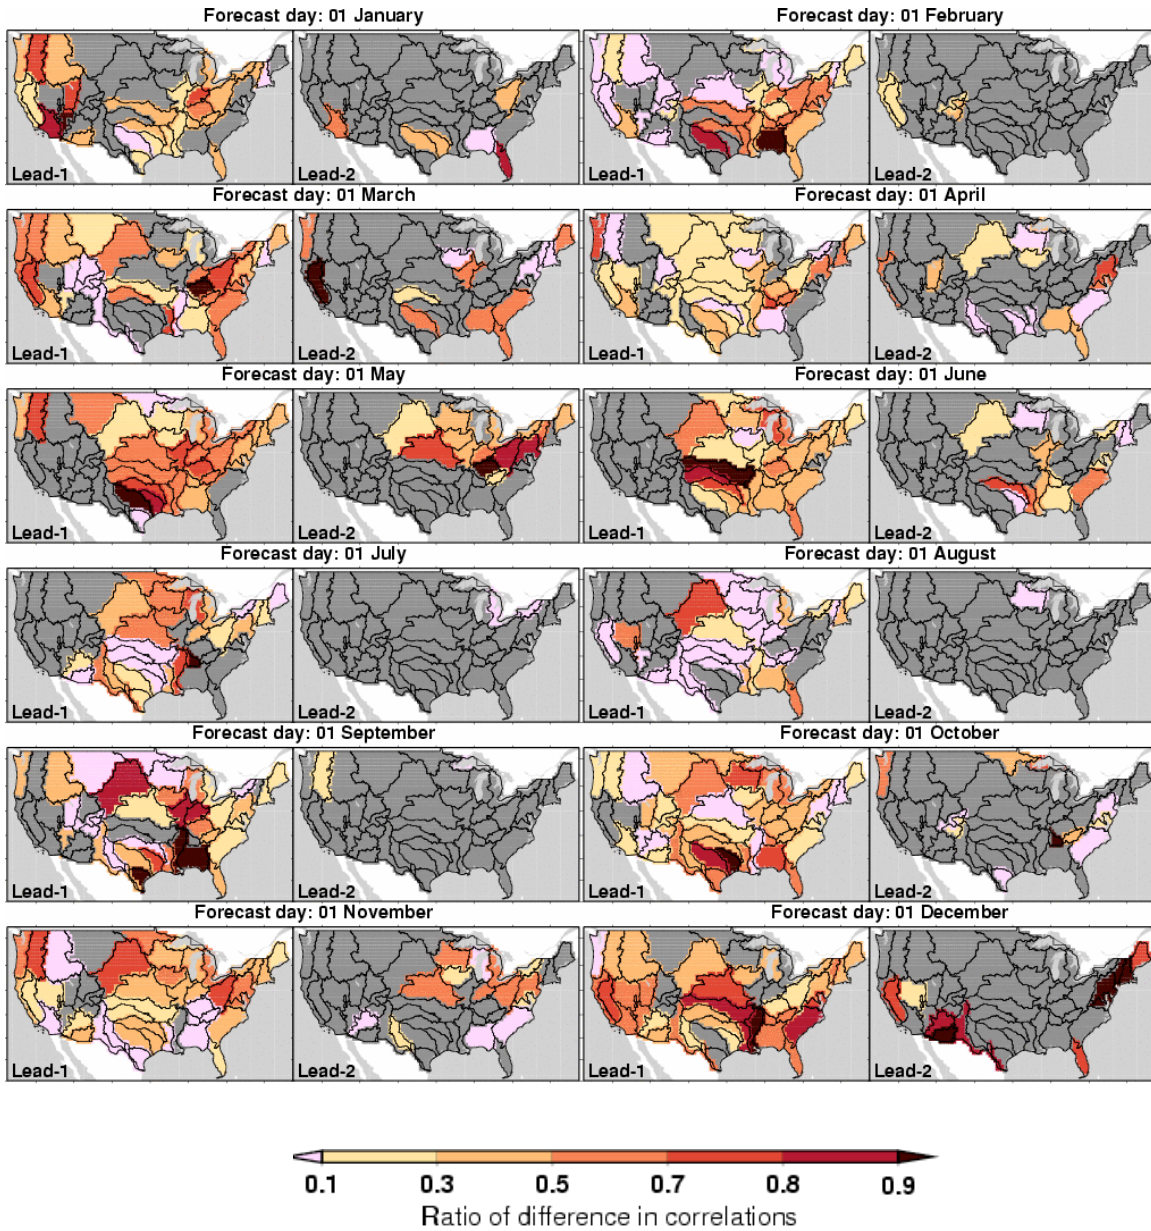 Forecast day: 01 January
Forecast day: 01 February
Lead-1
Lead-2
Lead-1
Lead-2
Forecast day: 01 March
Forecast day: 01 April
Lead-1
Lead-2
Lead-1
Lead-2
Forecast day: 01 May
Forecast day: 01 June
Lead-1
Lead-2
Lead-1
Lead-2
Forecast day: 01 July
Forecast day: 01 August
Lead-1
Lead-2
Lead-1
Lead-2
Forecast day: 01 September
Forecast day: 01 October
Lead-1
Lead-2
Lead-1
Lead-2
Forecast day: 01 November
Forecast day: 01 December
Lead-1
Lead-2
Lead-1
Lead-2
0.1 0.3 0.5 0.7 0.8 0.9
Ratio of difference in correlations